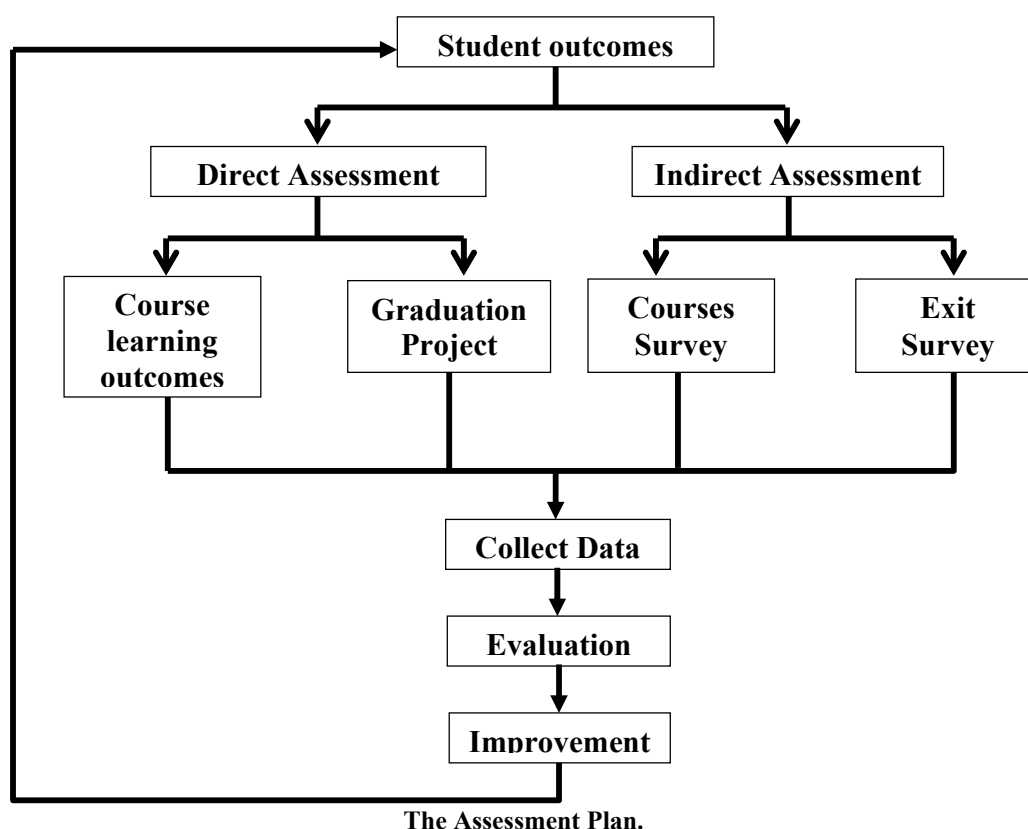 Student outcomes
Direct Assessment
Indirect Assessment
Course
learning
outcomes
Graduation
Project
Courses
Survey
Exit
Survey
Collect Data
Evaluation
Improvement
The Assessment Plan.